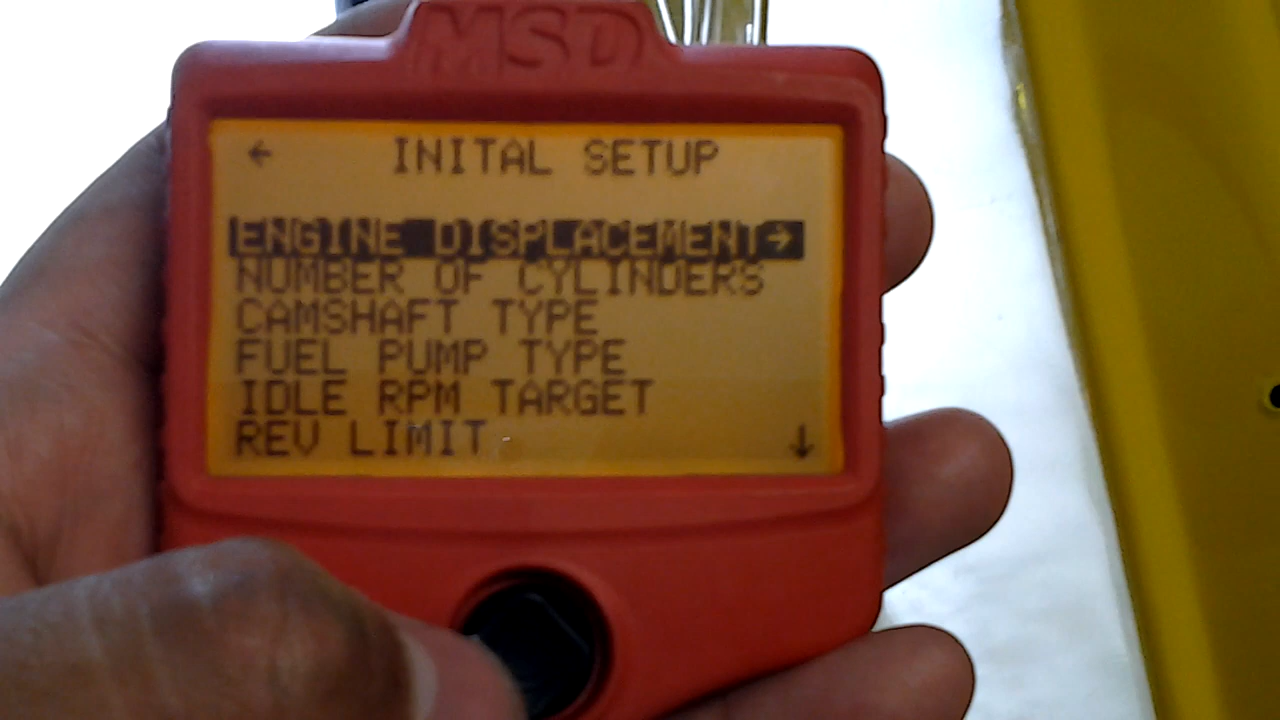 MSD
← INITAL SETUP
ENGINE DISPLACEMENT→
NUMBER OF CYLINDERS
CAMSHAFT TYPE
FUEL PUMP TYPE
IDLE RPM TARGET
REV LIMIT ↓